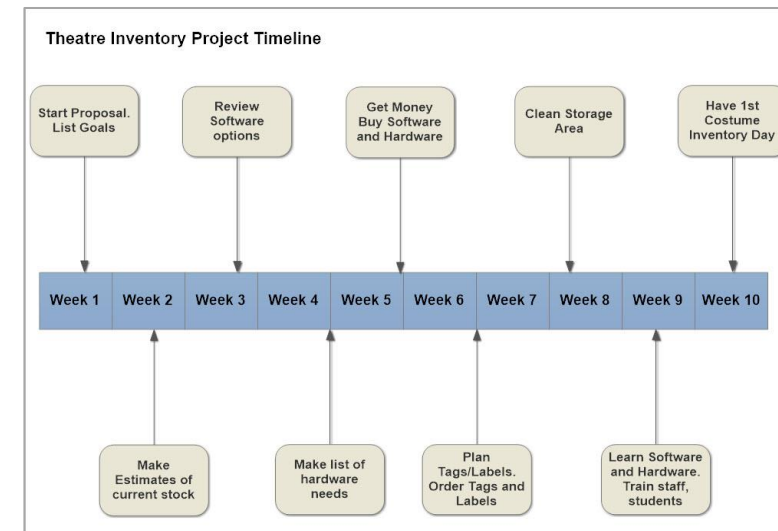 Theatre Inventory Project Timeline
Start Proposal.
List Goals
Review
Software
options
Get Money
Buy Software
and Hardware
Clean Storage
Area
Have 1st
Costume
Inventory Day
Week 1
Week 2
Week 3
Week 4
Week 5
Week 6
Week 7
Week 8
Week 9
Week 10
Make
Estimates of
current stock
Make list of
hardware
needs
Plan
Tags/Labels.
Order Tags and
Labels
Learn Software
and Hardware.
Train staff,
students